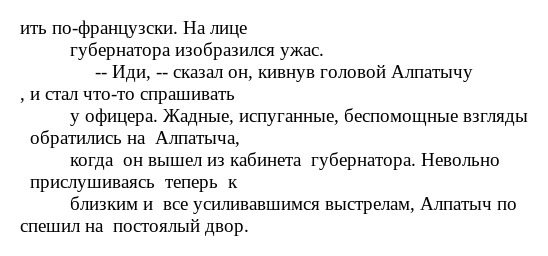 ить по-французски. На лице
губернатора изобразился ужас.
-- Иди, -- сказал он, кивнув головой Алпатычу
, и стал что-то спрашивать
у офицера. Жадные, испуганные, беспомощные взгляды
обратились на  Алпатыча,
когда  он вышел из кабинета  губернатора. Невольно
прислушиваясь  теперь  к
близким и  все усиливавшимся выстрелам, Алпатыч по
спешил на  постоялый двор.